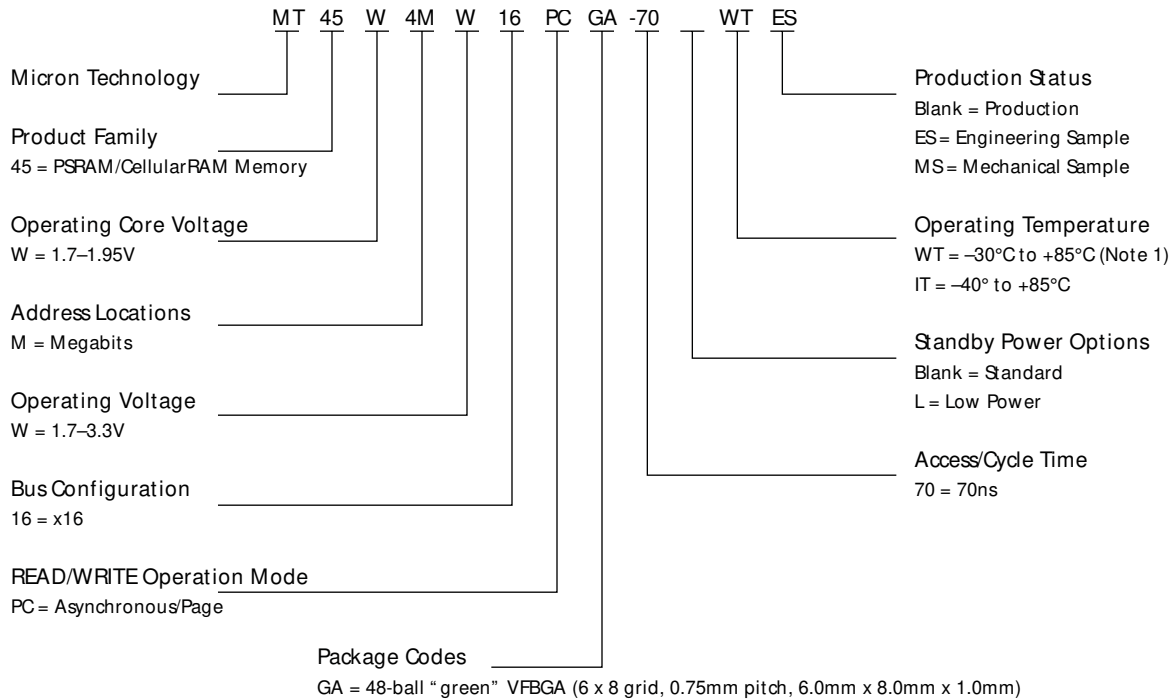 MT 45 W 4M W 16 PC GA -70 WT ES
Micron Technology
Product Family
45 = PSRAM/CellularRAM Memory
Operating Core Voltage
W = 1.7–1.95V
Address Locations
M = Megabits
Operating Voltage
W = 1.7–3.3V
Bus Configuration
16 = x16
READ/WRITE Operation Mode
PC = Asynchronous/Page
Package Codes
GA = 48-ball “green” VFBGA (6 x 8 grid, 0.75mm pitch, 6.0mm x 8.0mm x 1.0mm)
Production Status
Blank = Production
ES = Engineering Sample
MS = Mechanical Sample
Operating Temperature
WT = –30°C to +85°C (Note 1)
IT = –40° to +85°C
Standby Power Options
Blank = Standard
L = Low Power
Access/Cycle Time
70 = 70ns